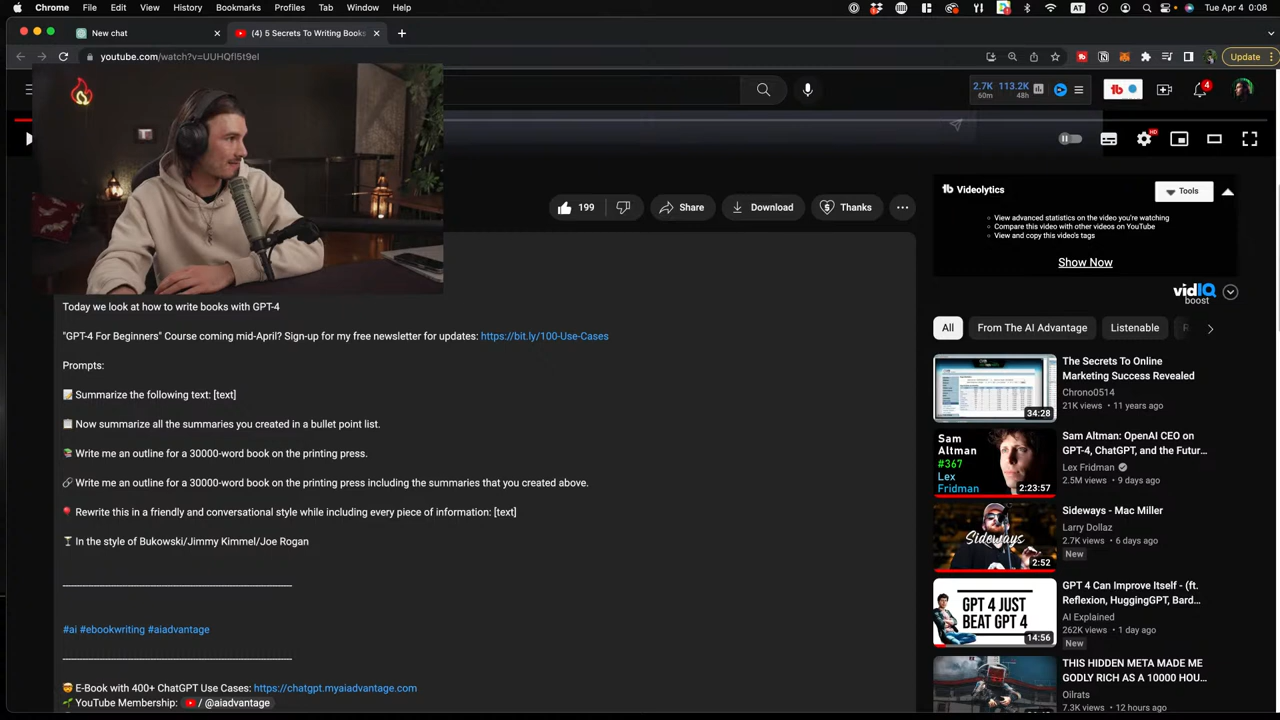 Chrome File Edit View History Bookmarks Profiles Tab Window Help AT Tue Apr 4 0:08
New chat (4) 5 Secrets To Writing Books
youtube.com/watch?v=UUHQfI5t9eI Update
2.7K 113.2K
60m 48h
4
HD
199 Share Download Thanks
Videolytics Tools
View advanced statistics on the video you're watching
Compare this video with other videos on YouTube
View and copy this video's tags
Show Now
vidIQ
boost
All From The AI Advantage Listenable
Today we look at how to write books with GPT-4
"GPT-4 For Beginners" Course coming mid-April? Sign-up for my free newsletter for updates: https://bit.ly/100-Use-Cases
Prompts:
📝 Summarize the following text: [text]
📋 Now summarize all the summaries you created in a bullet point list.
📚 Write me an outline for a 30000-word book on the printing press.
🔗 Write me an outline for a 30000-word book on the printing press including the summaries that you created above.
🎈 Rewrite this in a friendly and conversational style while including every piece of information: [text]
🍸 In the style of Bukowski/Jimmy Kimmel/Joe Rogan
#ai #ebookwriting #aiadvantage
🤯 E-Book with 400+ ChatGPT Use Cases: https://chatgpt.myaiadvantage.com
🌱 YouTube Membership: / @aiadvantage
The Secrets To Online
Marketing Success Revealed
Chrono0514
21K views • 11 years ago
34:28
Sam
Altman:
OpenAI CEO
#367
Lex
Fridman
2:23:57
Sam Altman: OpenAI CEO on
GPT-4, ChatGPT, and the Futur...
Lex Fridman
2.5M views • 9 days ago
Sideways
2:52
Sideways - Mac Miller
Larry Dollaz
2.7K views • 6 days ago
New
GPT 4 JUST
BEAT GPT 4
14:56
GPT 4 Can Improve Itself - (ft.
Reflexion, HuggingGPT, Bard...
AI Explained
262K views • 1 day ago
New
THIS HIDDEN META MADE ME
GODLY RICH AS A 10000 HOU...
Oilrats
7.3K views • 12 hours ago